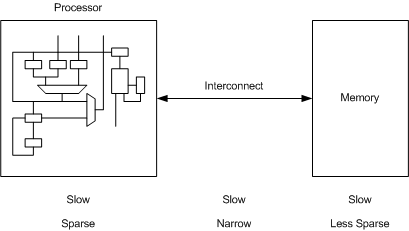 Processor
Interconnect
Memory
Slow
Slow
Slow
Sparse
Narrow
Less Sparse